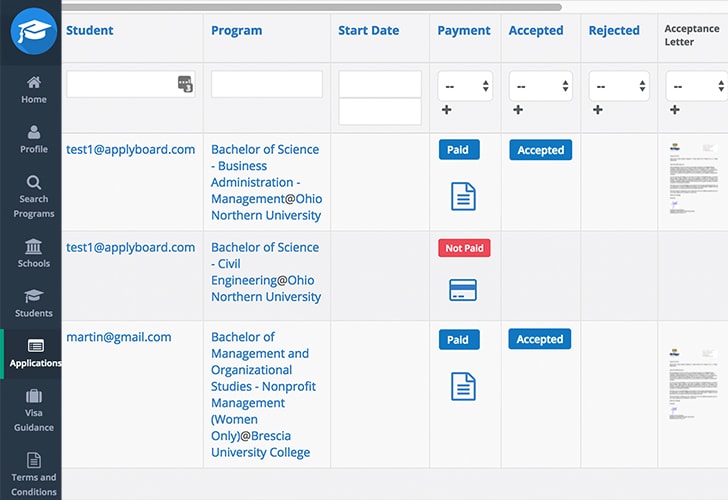 Student
Program
Start Date
Payment
Accepted
Rejected
Acceptance
Letter
3
--
--
--
--
+
+
+
+
Home
Profile
Search
Programs
Schools
Students
Applications
Visa
Guidance
Terms and
Conditions
test1@applyboard.com
Bachelor of Science
- Business
Administration -
Management@Ohio
Northern University
Paid
Accepted
test1@applyboard.com
Bachelor of Science
- Civil
Engineering@Ohio
Northern University
Not Paid
martin@gmail.com
Bachelor of
Management and
Organizational
Studies - Nonprofit
Management
(Women
Only)@Brescia
University College
Paid
Accepted